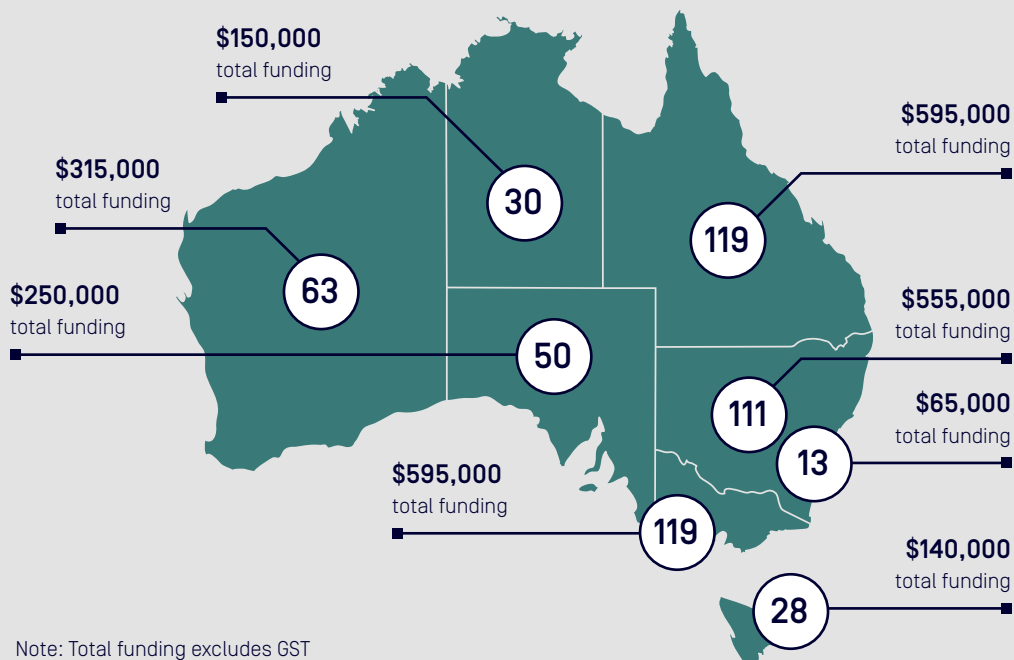 $150,000
total funding
30
$595,000
total funding
119
$315,000
total funding
63
$250,000
total funding
50
$555,000
total funding
111
$65,000
total funding
13
$595,000
total funding
119
$140,000
total funding
28
Note: Total funding excludes GST